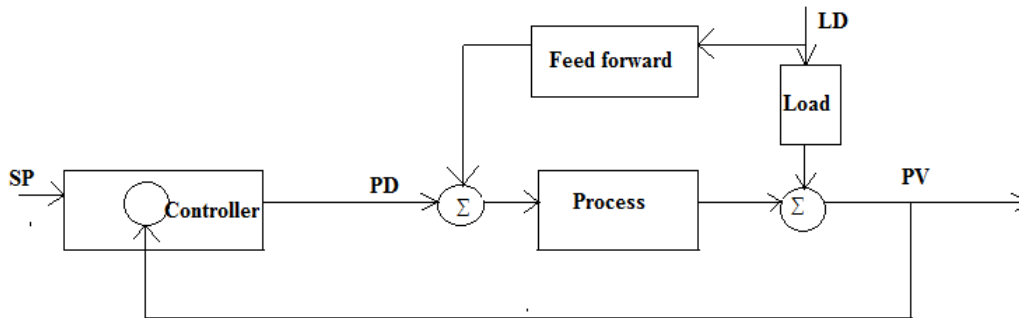 LD
Feed forward
Load
SP
PD
PV
Controller
Σ
Process
Σ